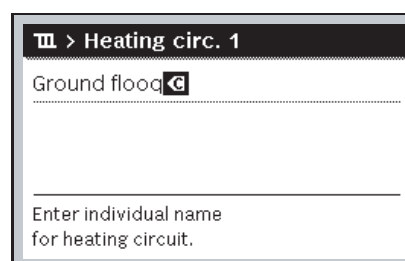 > Heating circ. 1
Ground flooq C
Enter individual name
for heating circuit.